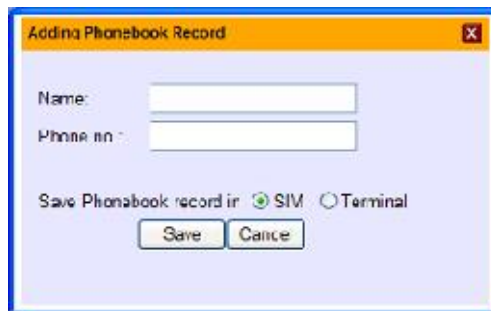 Adding Phonebook Record
Name:
Phone no.:
Save Phonebook record in SIM Terminal
Save Cancel